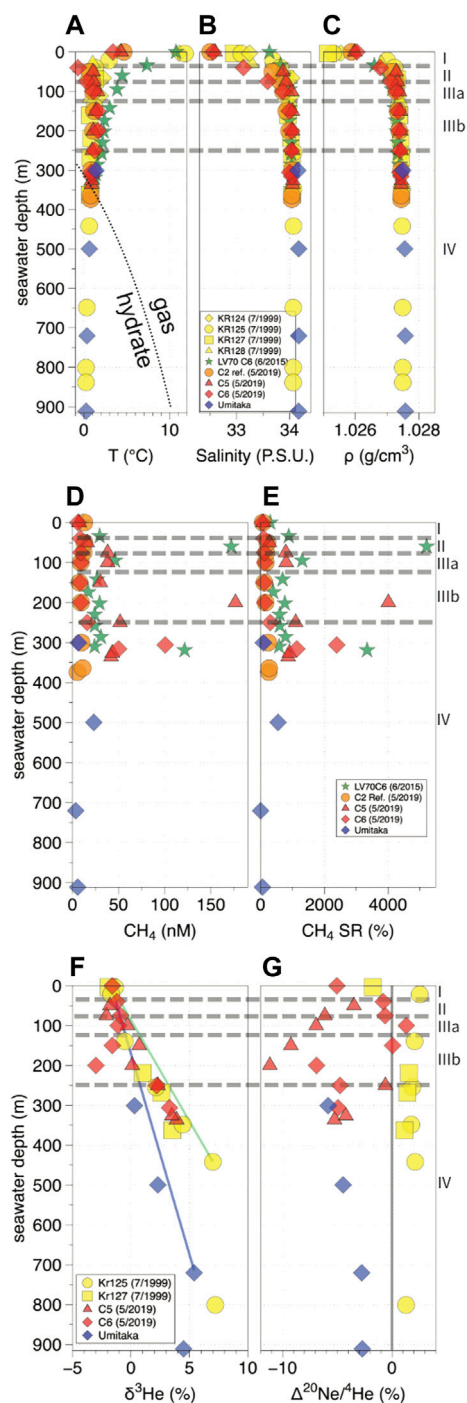 A
B
C
0
100
200
300
400
500
600
700
800
900
seawater depth (m)
gas
hydrate
0
10
T (°C)
33
34
Salinity (P.S.U.)
1.026
1.028
ρ (g/cm³)
I
II
IIIa
IIIb
IV
KR124 (7/1999)
KR125 (7/1999)
KR127 (7/1999)
KR128 (7/1999)
LV70 C6 (6/2015)
C2 ref. (5/2019)
C5 (5/2019)
C6 (5/2019)
Umitaka
D
E
0
100
200
300
400
500
600
700
800
900
seawater depth (m)
0
50
100
150
CH₄ (nM)
0
2000
4000
CH₄ SR (%)
I
II
IIIa
IIIb
IV
LV70C6 (6/2015)
C2 Ref. (5/2019)
C5 (5/2019)
C6 (5/2019)
Umitaka
F
G
0
100
200
300
400
500
600
700
800
900
seawater depth (m)
−5
0
5
10
δ³He (%)
−10
0
Δ²⁰Ne/⁴He (%)
I
II
IIIa
IIIb
IV
Kr125 (7/1999)
Kr127 (7/1999)
C5 (5/2019)
C6 (5/2019)
Umitaka